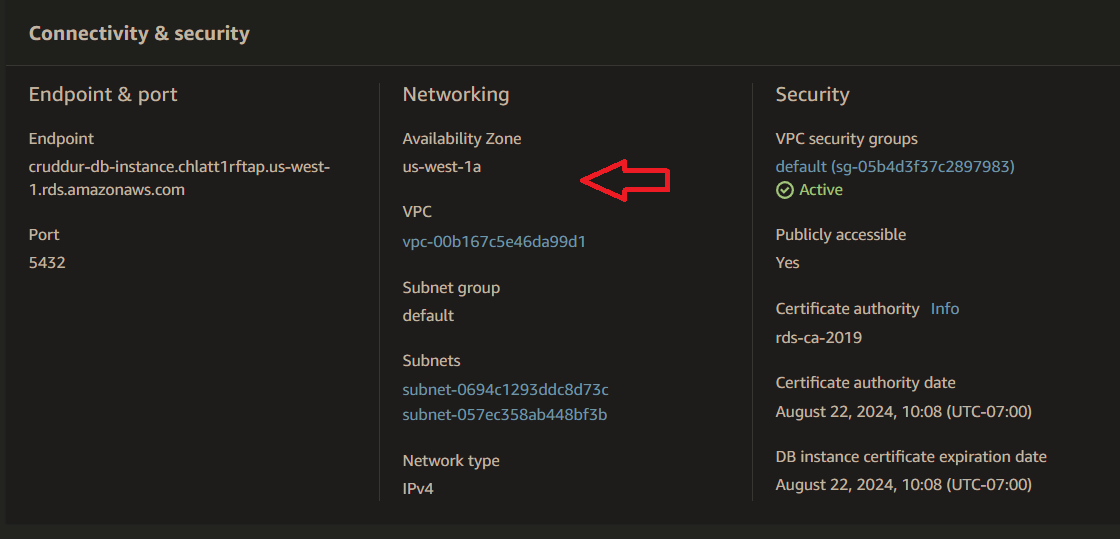 Connectivity & security
Endpoint & port
Endpoint
cruddur-db-instance.chlatt1rftap.us-west-
1.rds.amazonaws.com
Port
5432
Networking
Availability Zone
us-west-1a
VPC
vpc-00b167c5e46da99d1
Subnet group
default
Subnets
subnet-0694c1293ddc8d73c
subnet-057ec358ab448bf3b
Network type
IPv4
Security
VPC security groups
default (sg-05b4d3f37c2897983)
Active
Publicly accessible
Yes
Certificate authority Info
rds-ca-2019
Certificate authority date
August 22, 2024, 10:08 (UTC-07:00)
DB instance certificate expiration date
August 22, 2024, 10:08 (UTC-07:00)